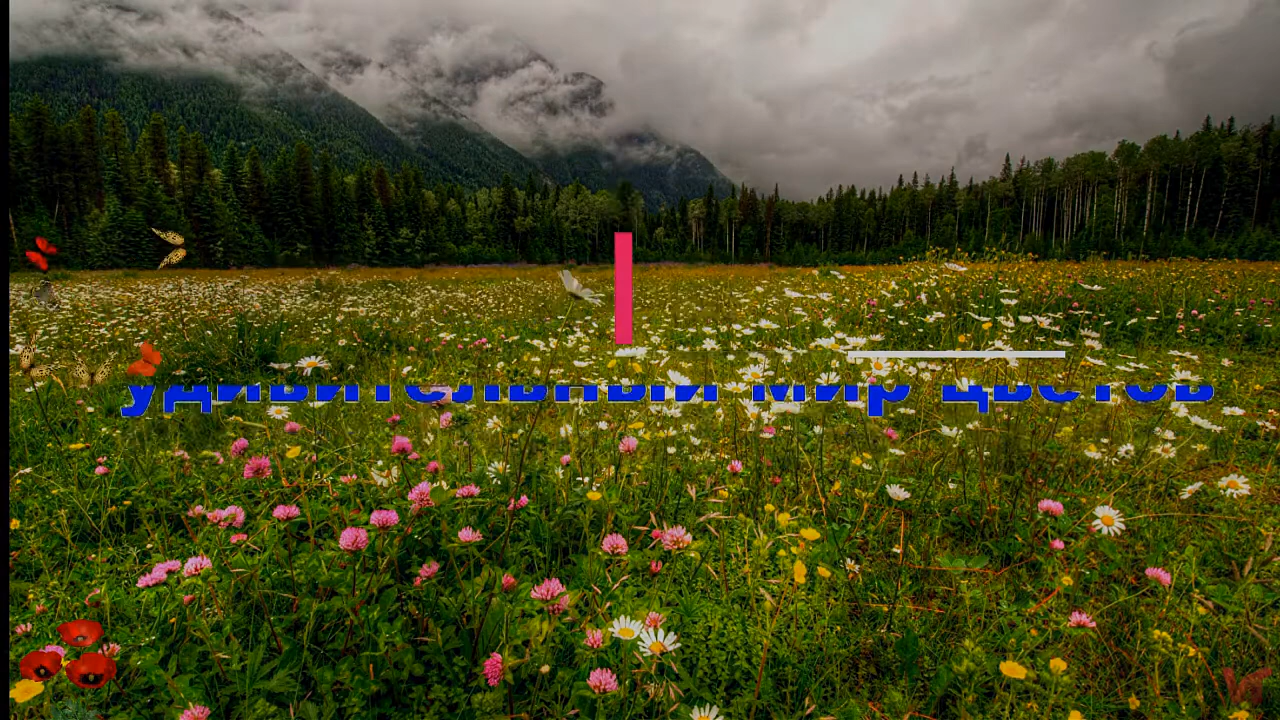 удивительный мир цветов